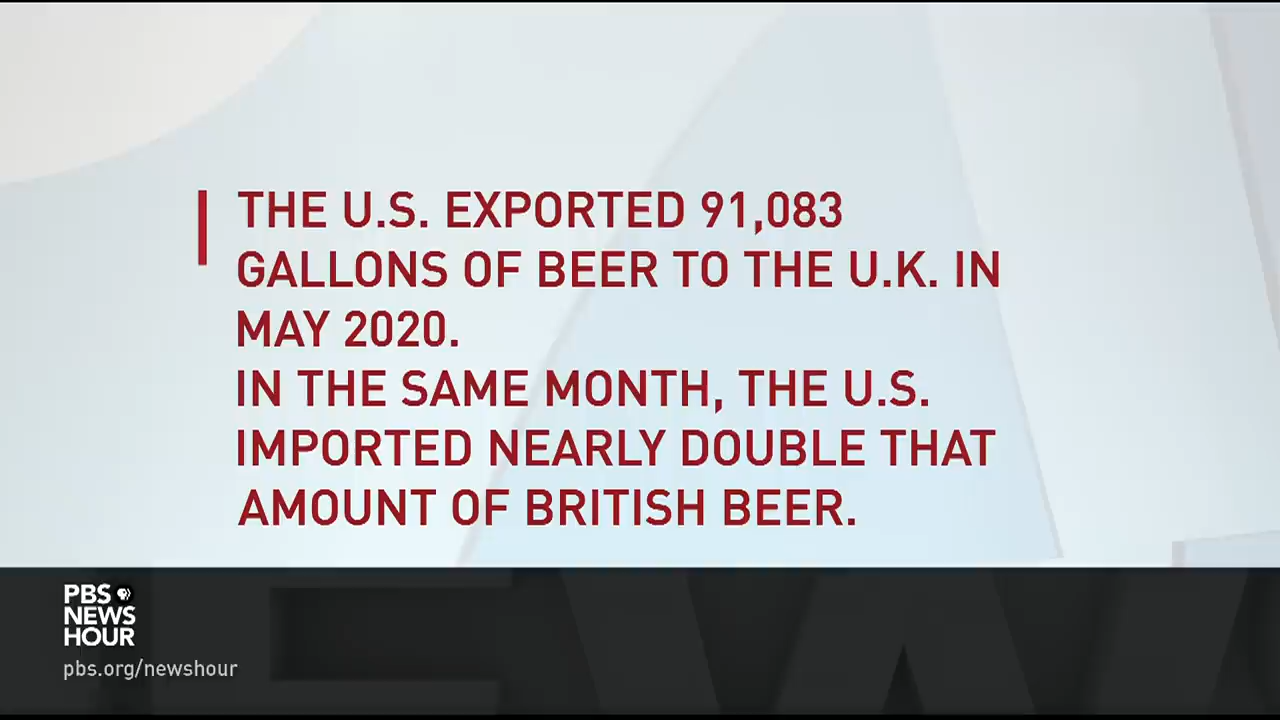 THE U.S. EXPORTED 91,083
GALLONS OF BEER TO THE U.K. IN
MAY 2020.
IN THE SAME MONTH, THE U.S.
IMPORTED NEARLY DOUBLE THAT
AMOUNT OF BRITISH BEER.
PBS
NEWS
HOUR
pbs.org/newshour